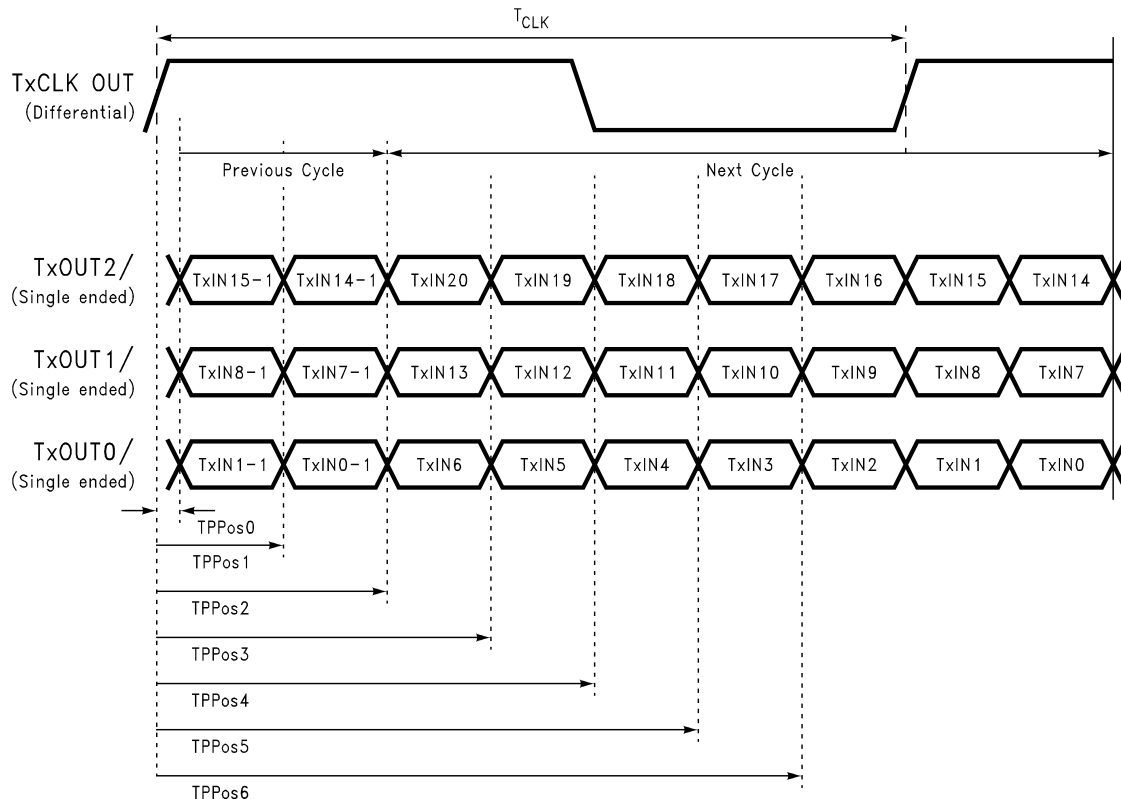 TCLK
TxCLK OUT
(Differential)
Previous Cycle
Next Cycle
TxOUT2/
(Single ended)
TxIN15-1 TxIN14-1 TxIN20 TxIN19 TxIN18 TxIN17 TxIN16 TxIN15 TxIN14
TxOUT1/
(Single ended)
TxIN8-1 TxIN7-1 TxIN13 TxIN12 TxIN11 TxIN10 TxIN9 TxIN8 TxIN7
TxOUT0/
(Single ended)
TxIN1-1 TxIN0-1 TxIN6 TxIN5 TxIN4 TxIN3 TxIN2 TxIN1 TxIN0
TPPos0
TPPos1
TPPos2
TPPos3
TPPos4
TPPos5
TPPos6